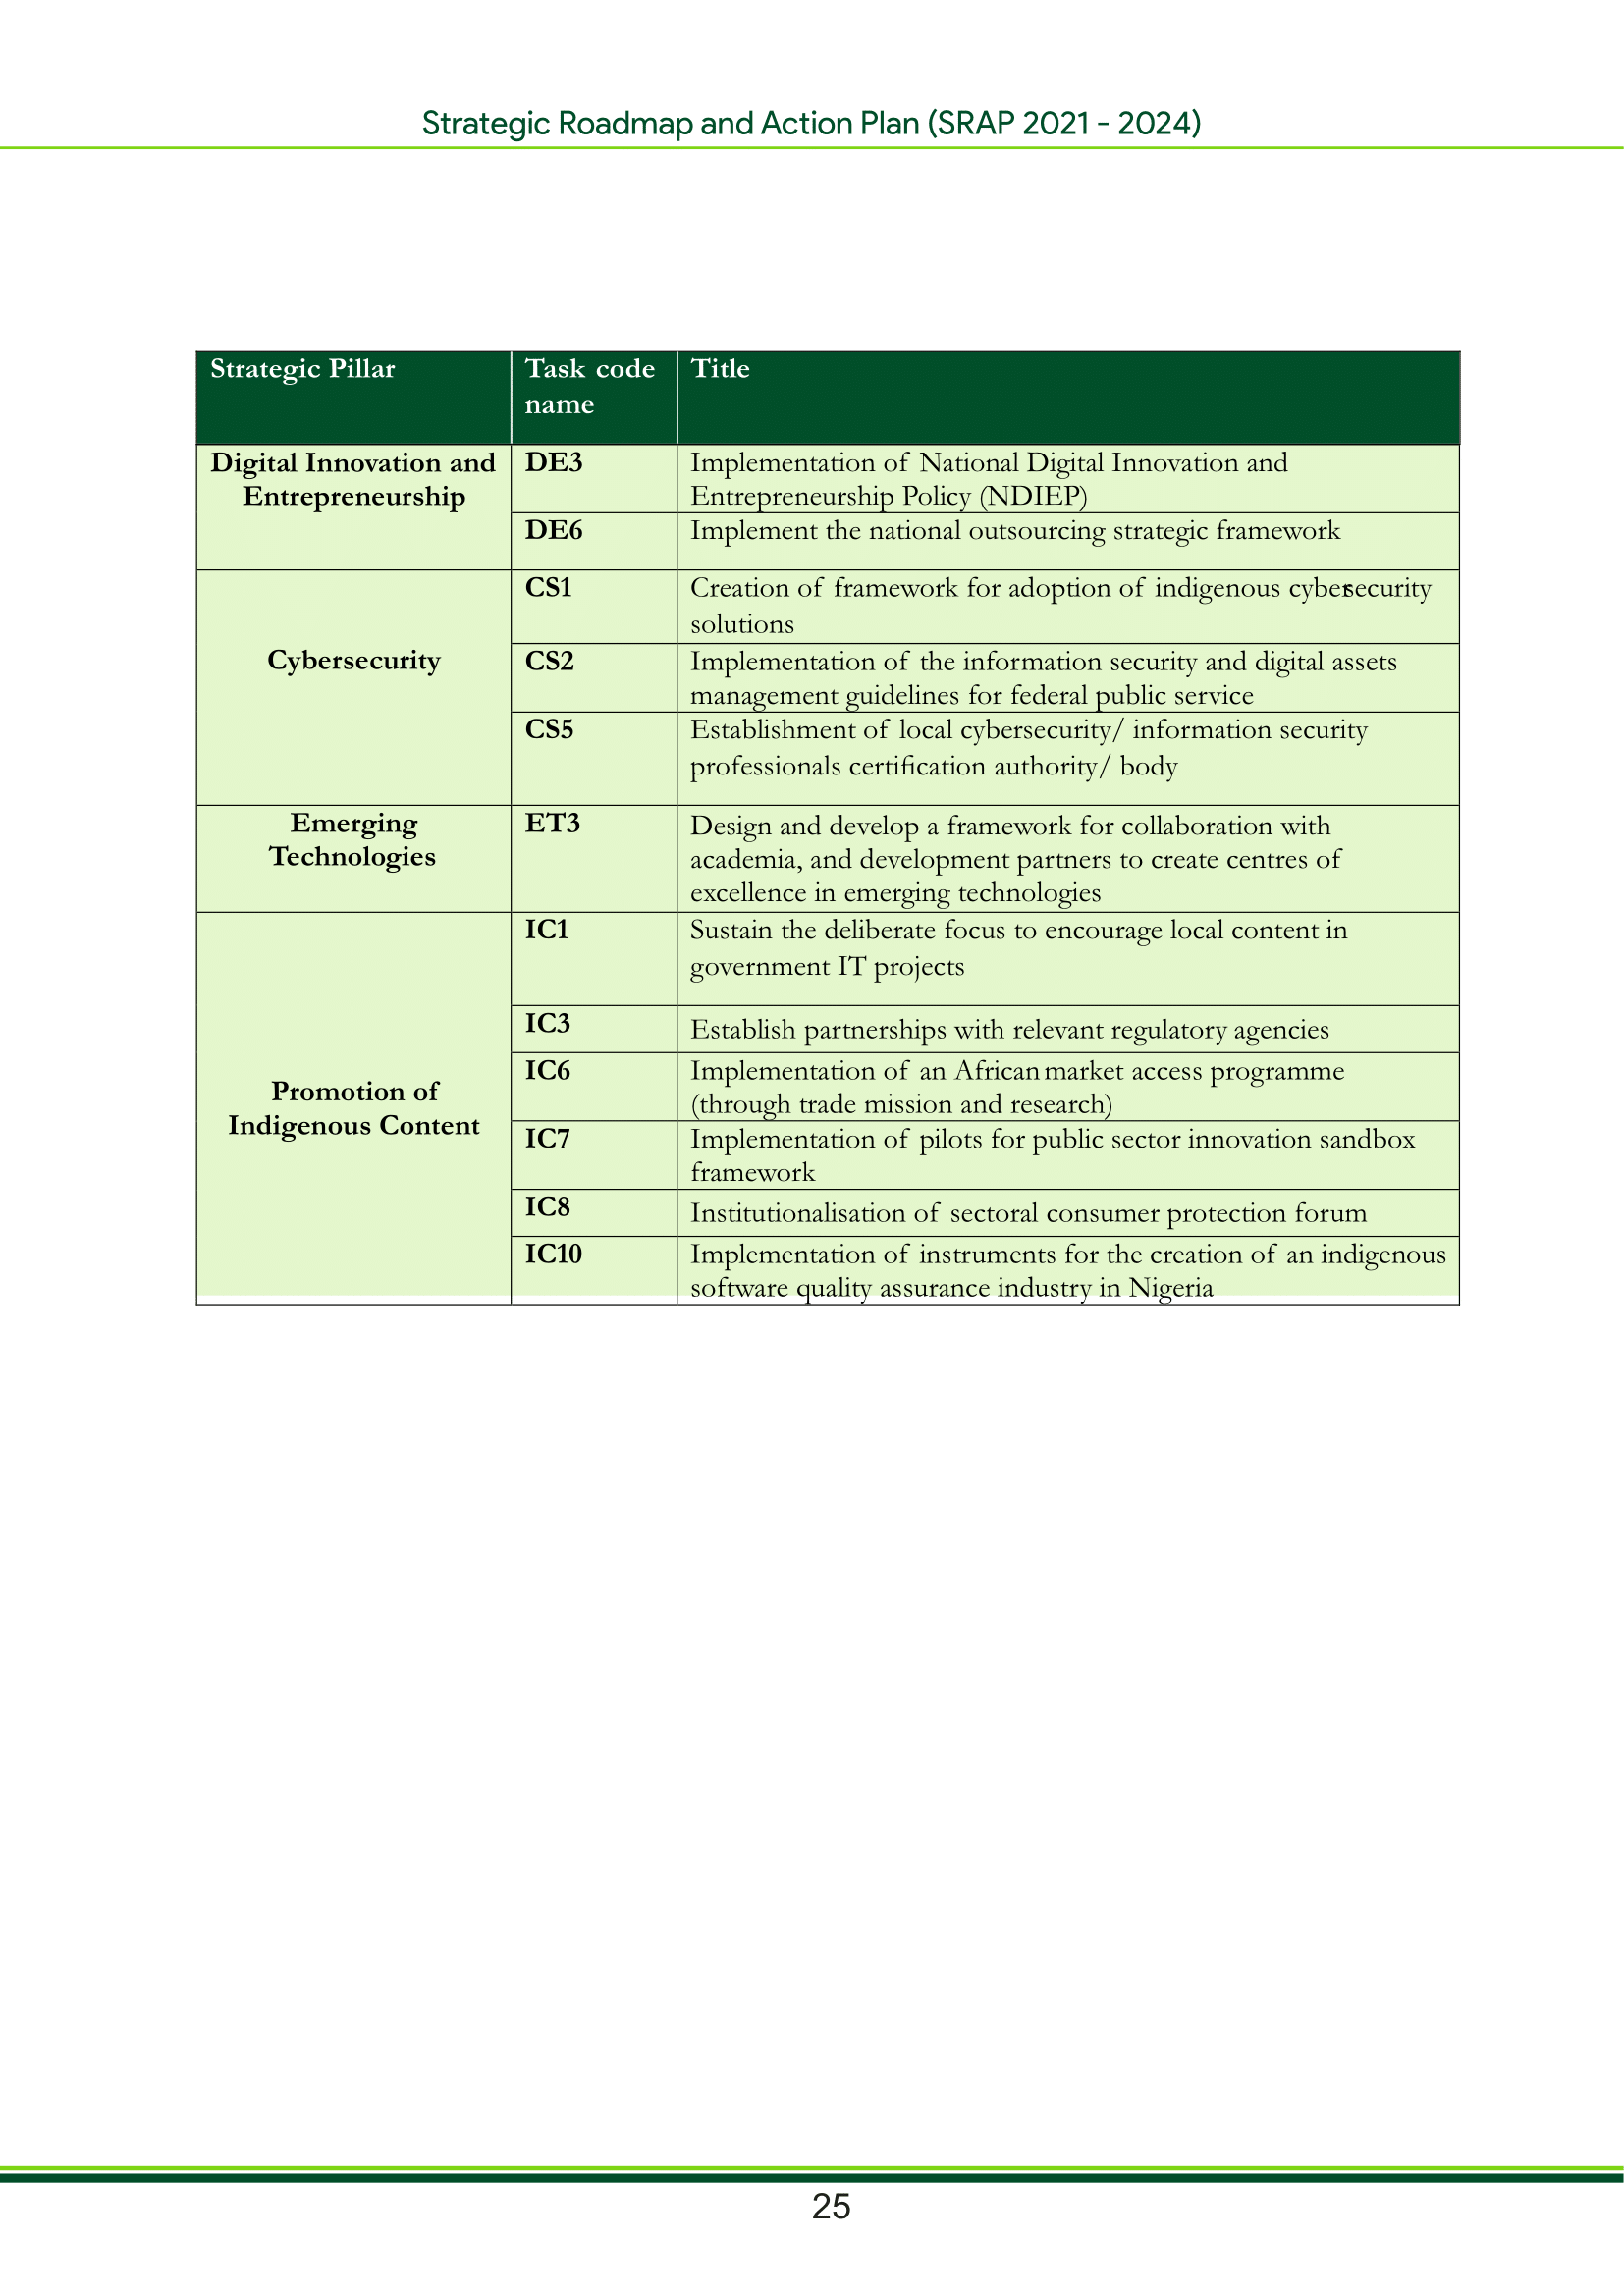 Strategic Roadmap and Action Plan (SRAP 2021 - 2024)
Strategic Pillar
Task code
name
Title
Digital Innovation and
Entrepreneurship
DE3
Implementation of National Digital Innovation and
Entrepreneurship Policy (NDIEP)
DE6
Implement the national outsourcing strategic framework
Cybersecurity
CS1
Creation of framework for adoption of indigenous cybersecurity
solutions
CS2
Implementation of the information security and digital assets
management guidelines for federal public service
CS5
Establishment of local cybersecurity/ information security
professionals certification authority/ body
Emerging
Technologies
ET3
Design and develop a framework for collaboration with
academia, and development partners to create centres of
excellence in emerging technologies
Promotion of
Indigenous Content
IC1
Sustain the deliberate focus to encourage local content in
government IT projects
IC3
Establish partnerships with relevant regulatory agencies
IC6
Implementation of an African market access programme
(through trade mission and research)
IC7
Implementation of pilots for public sector innovation sandbox
framework
IC8
Institutionalisation of sectoral consumer protection forum
IC10
Implementation of instruments for the creation of an indigenous
software quality assurance industry in Nigeria
25